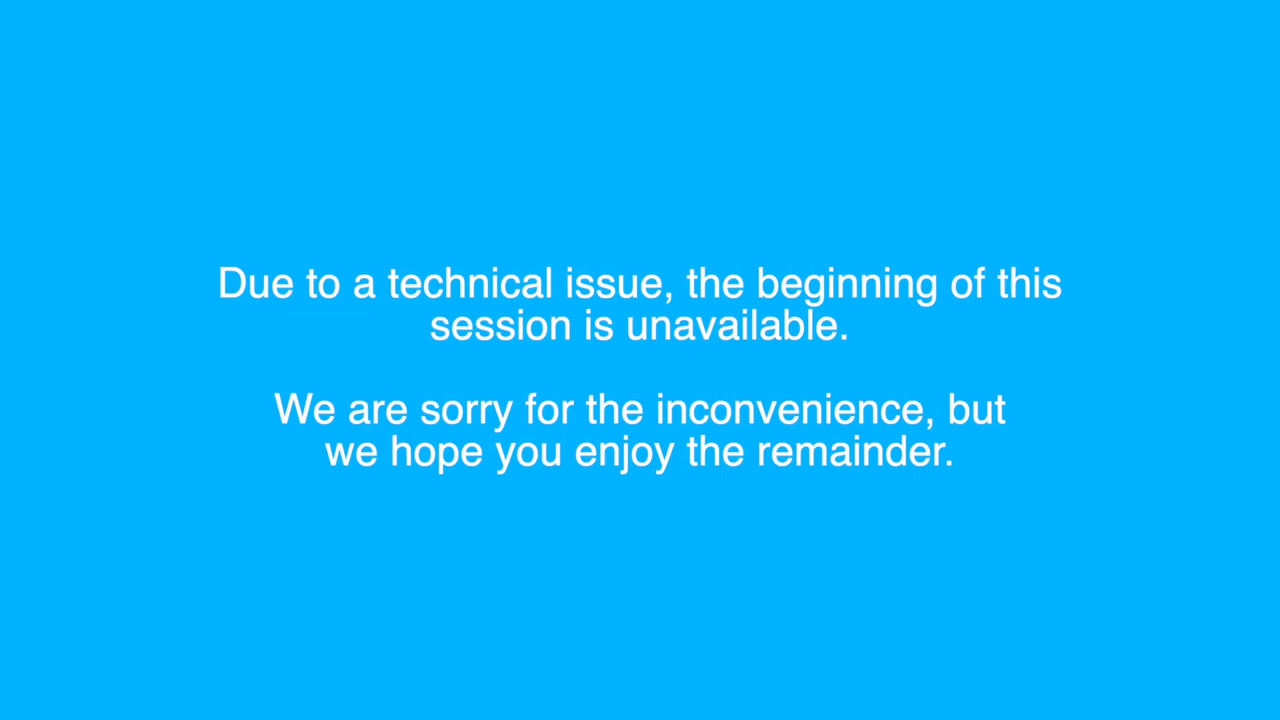 Due to a technical issue, the beginning of this
session is unavailable.
We are sorry for the inconvenience, but
we hope you enjoy the remainder.